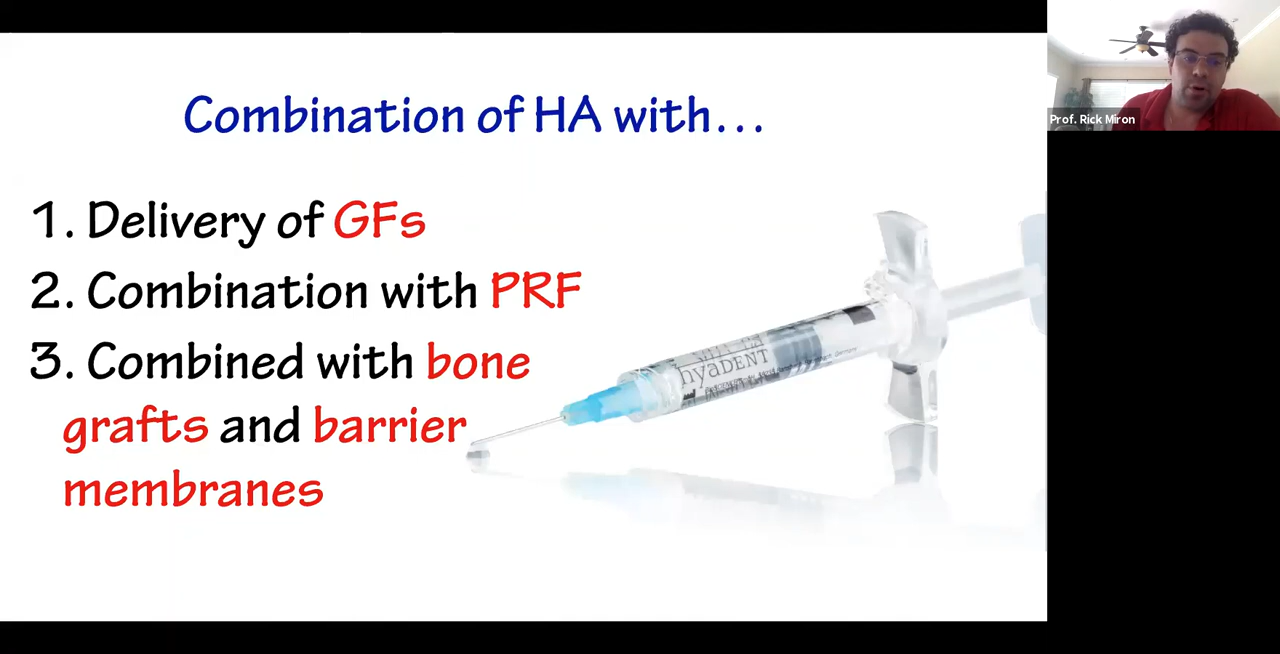 Combination of HA with...
Prof. Rick Miron
1. Delivery of GFs
2. Combination with PRF
3. Combined with bone
grafts and barrier
membranes
hyaDENT